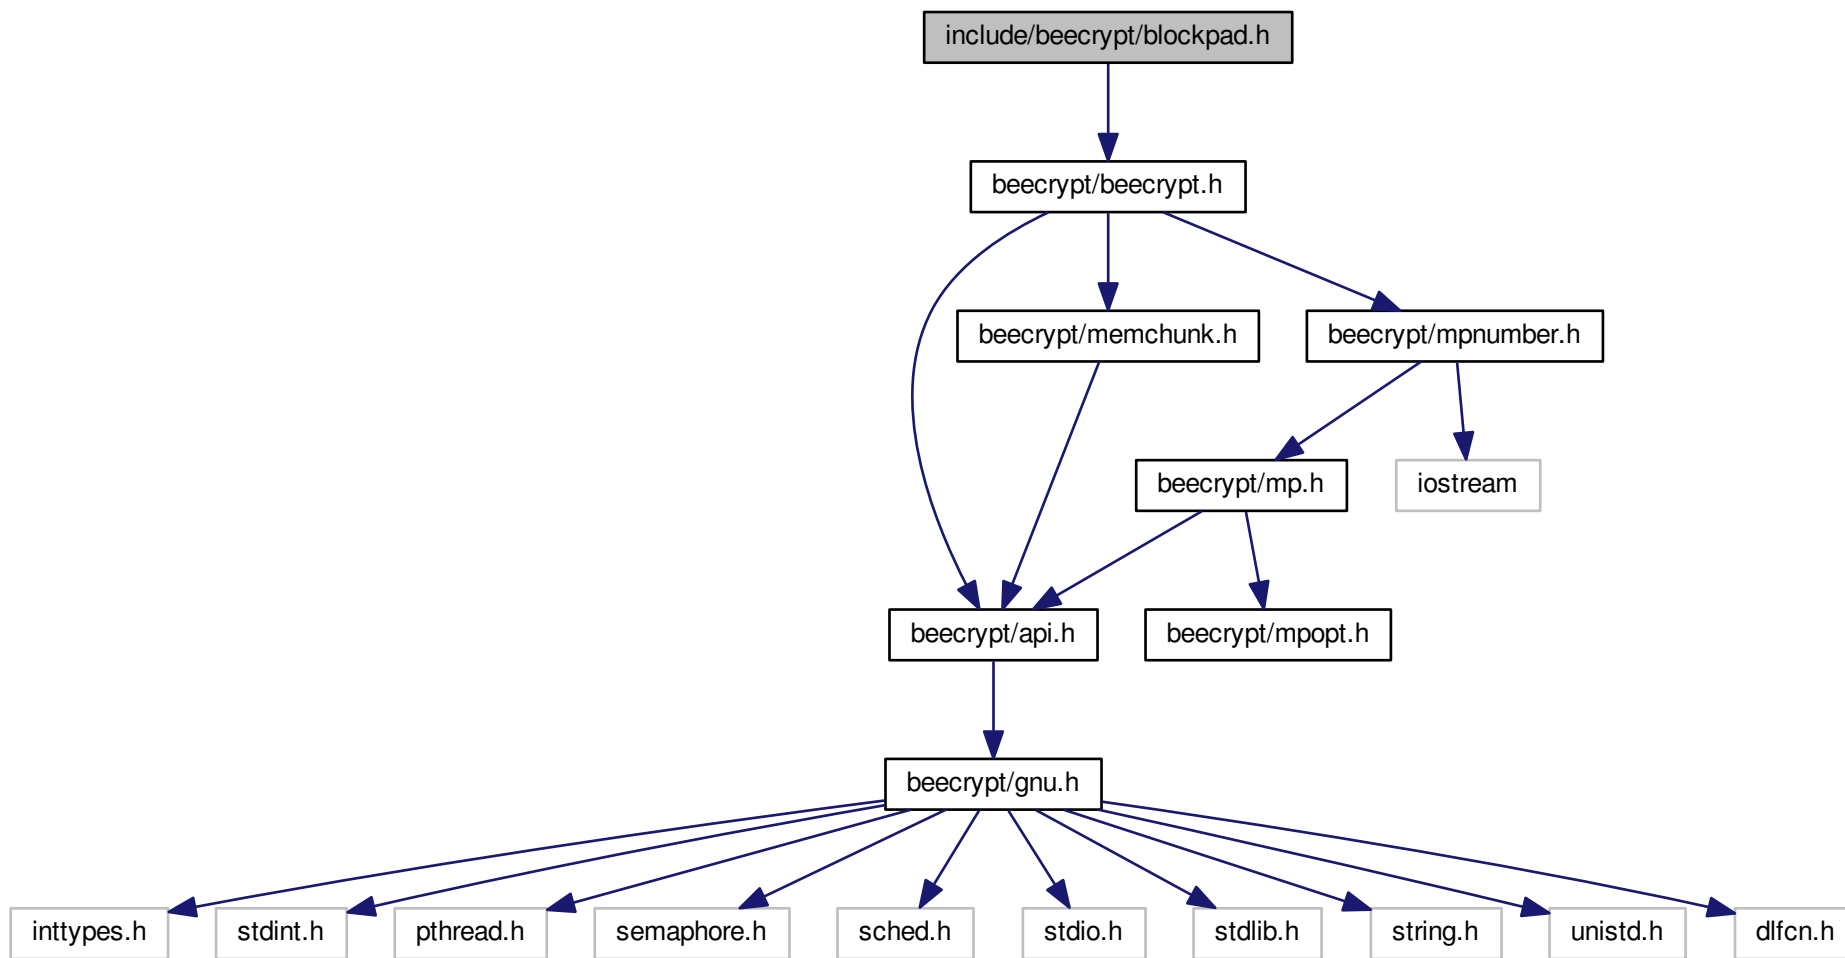 include/beecrypt/blockpad.h
beecrypt/beecrypt.h
beecrypt/memchunk.h
beecrypt/mpnumber.h
beecrypt/mp.h
iostream
beecrypt/api.h
beecrypt/mpopt.h
beecrypt/gnu.h
inttypes.h
stdint.h
pthread.h
semaphore.h
sched.h
stdio.h
stdlib.h
string.h
unistd.h
dlfcn.h